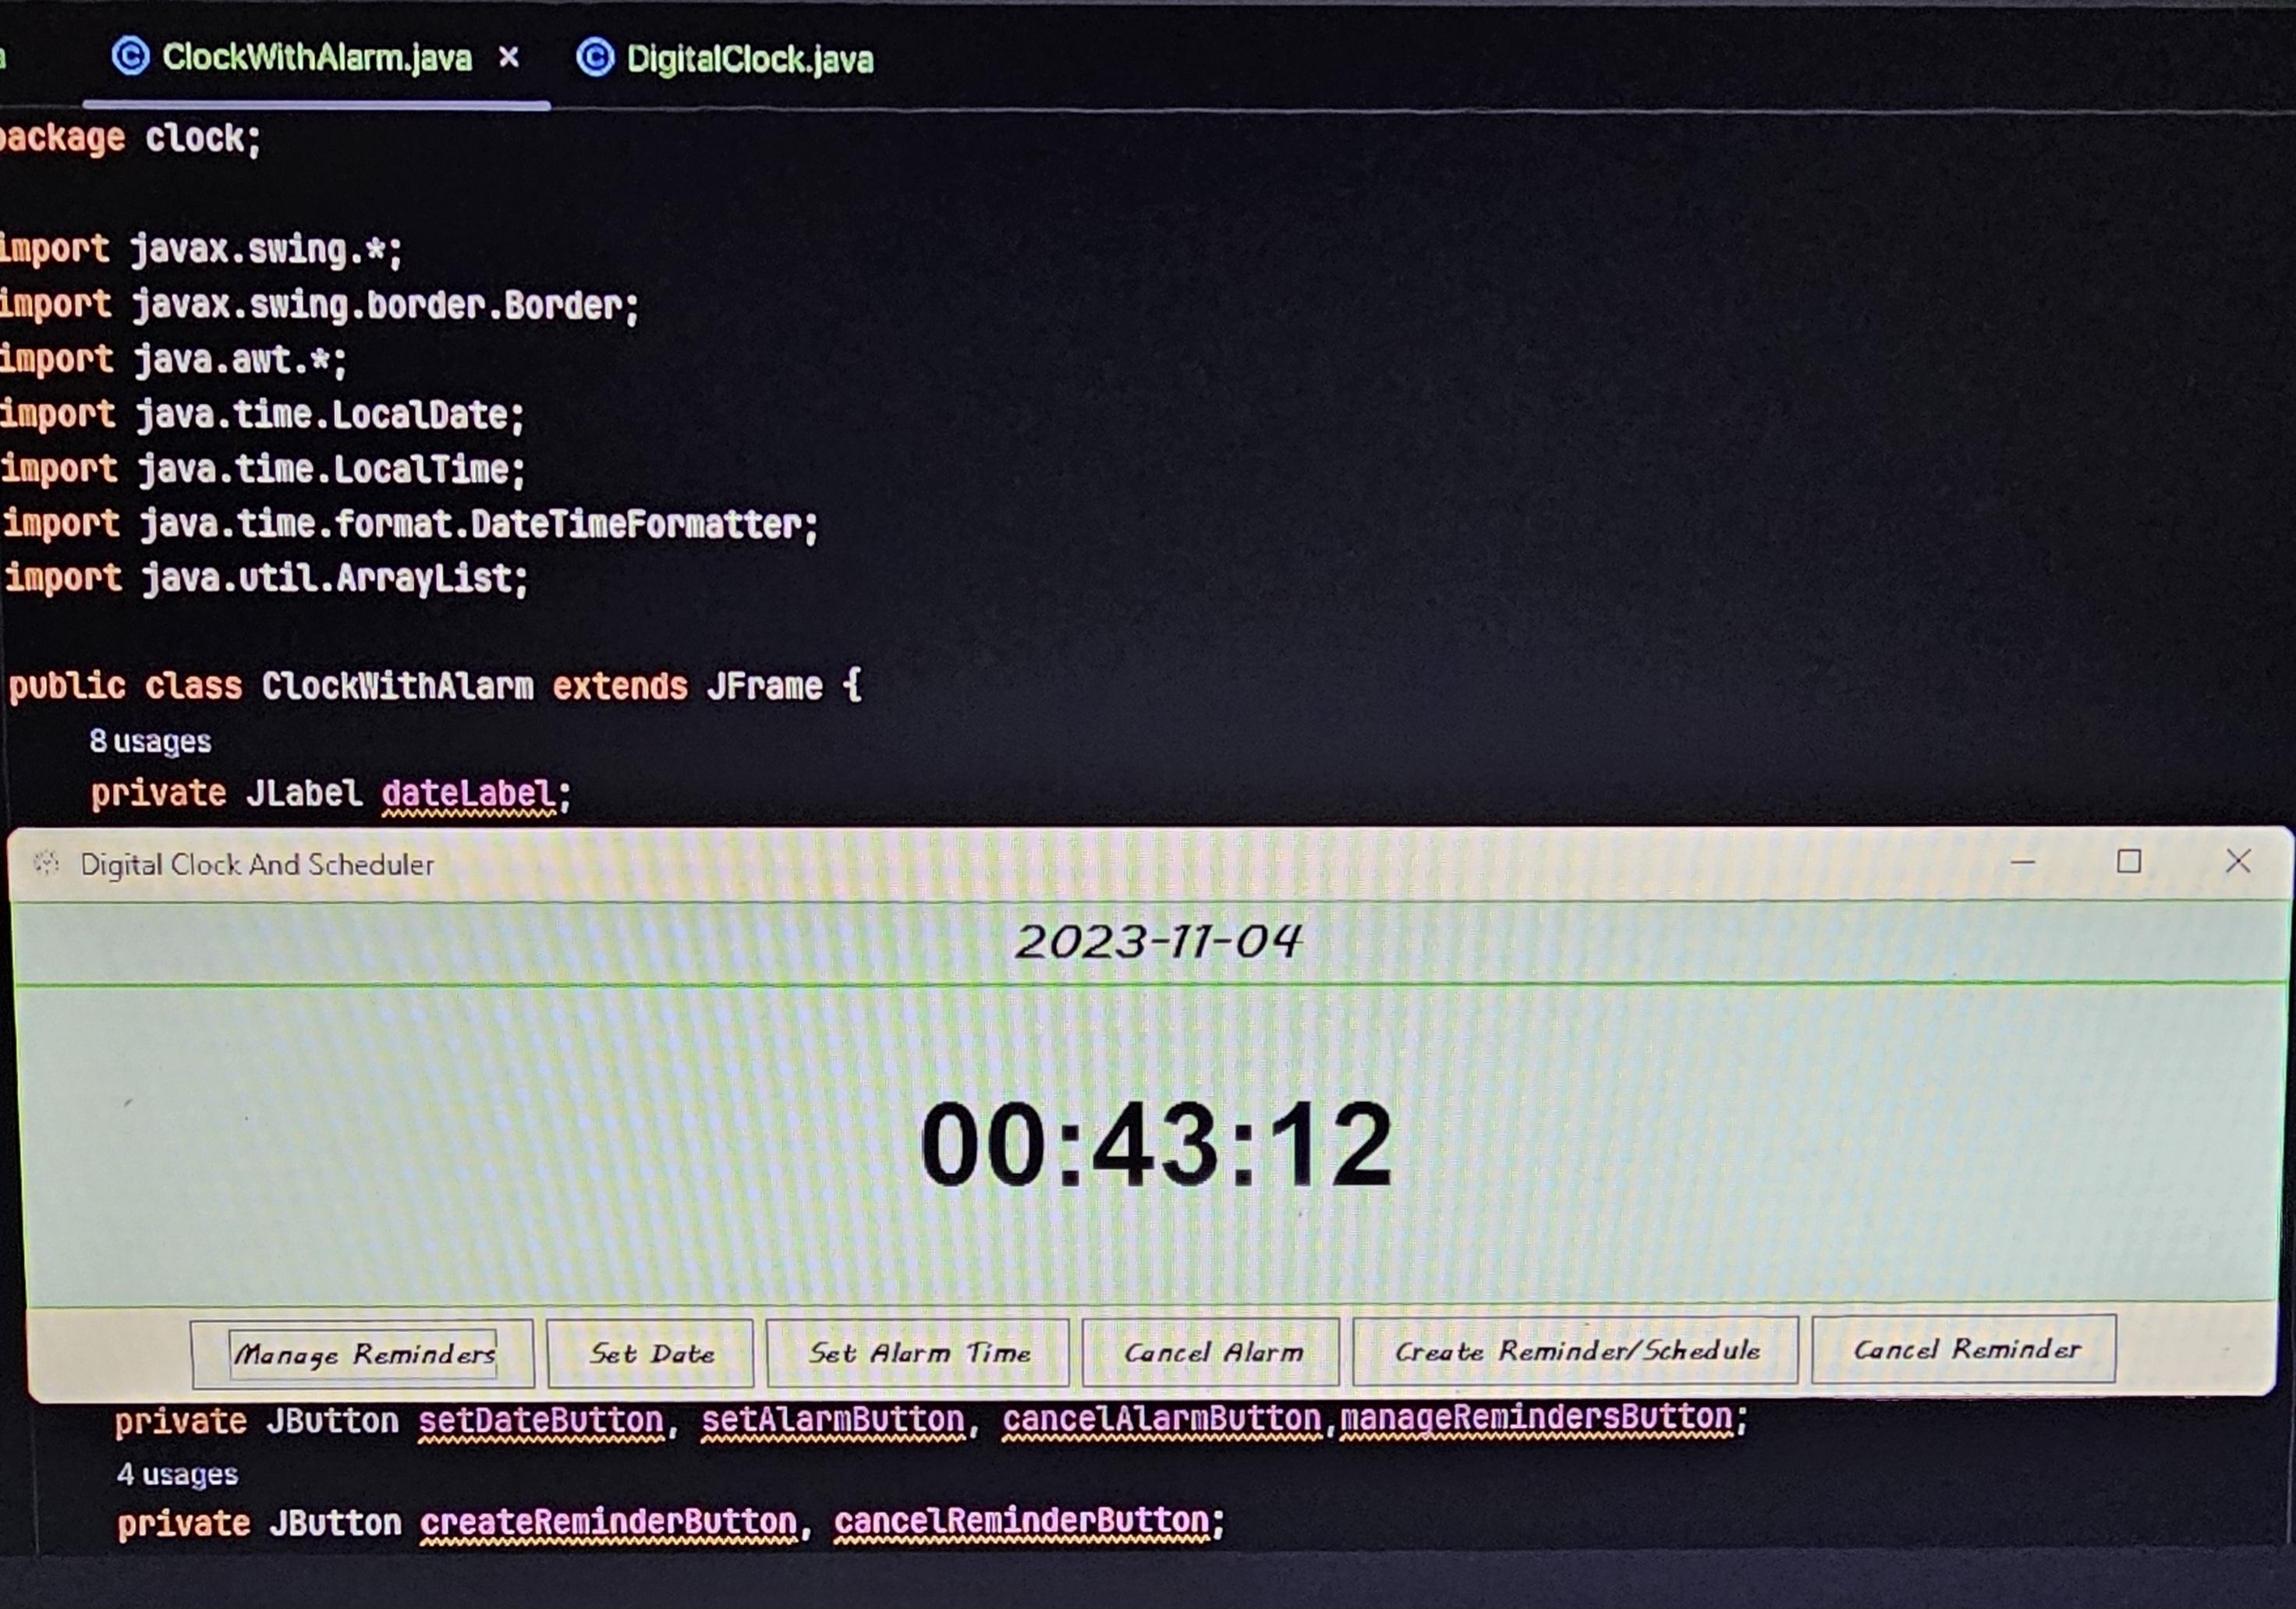 ClockWithAlarm.java × DigitalClock.java
package clock;
import javax.swing.*;
import javax.swing.border.Border;
import java.awt.*;
import java.time.LocalDate;
import java.time.LocalTime;
import java.time.format.DateTimeFormatter;
import java.util.ArrayList;
public class ClockWithAlarm extends JFrame {
8 usages
private JLabel dateLabel;
Digital Clock And Scheduler
2023-11-04
00:43:12
Manage Reminders Set Date Set Alarm Time Cancel Alarm Create Reminder/Schedule Cancel Reminder
private JButton setDateButton, setAlarmButton, cancelAlarmButton,manageRemindersButton;
4 usages
private JButton createReminderButton, cancelReminderButton;